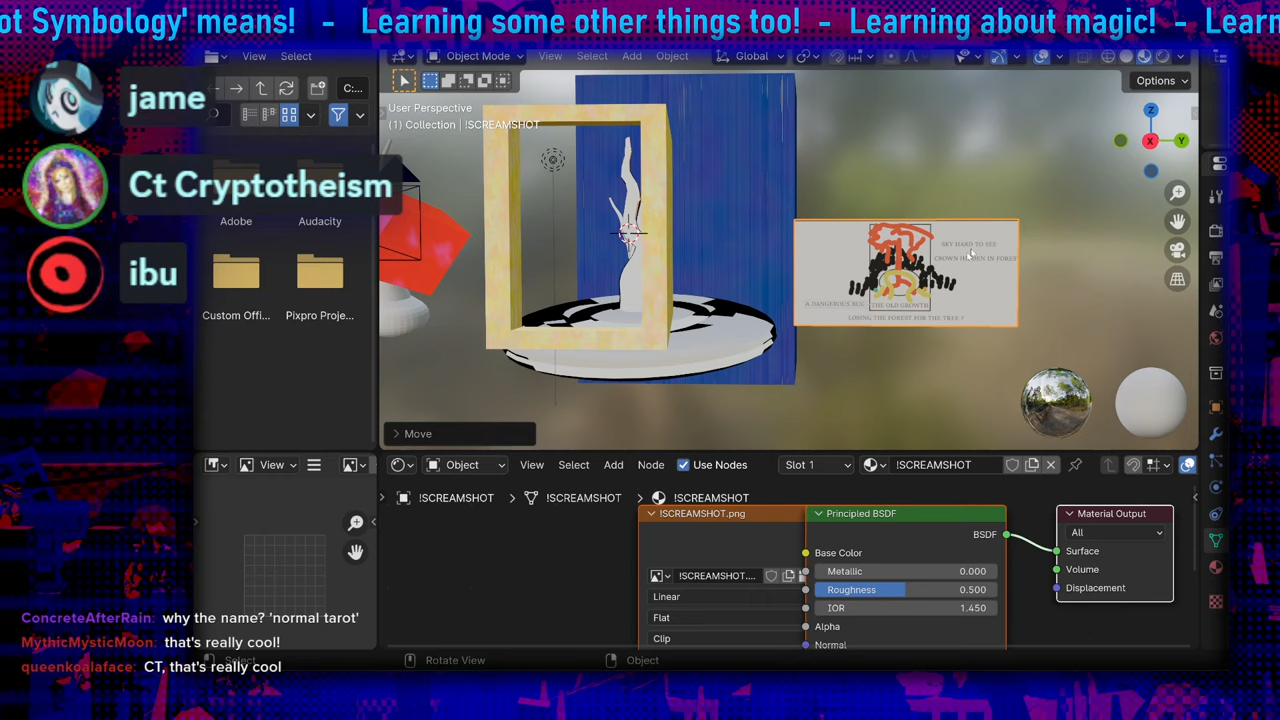 ot Symbology' means! - Learning some other things too! - Learning about magic! - Learn
jame
Ct Cryptotheism
ibu
View Select
C:...
Adobe Audacity
Custom Offi... Pixpro Proje...
Object Mode View Select Add Object Global
Options
User Perspective
(1) Collection | !SCREAMSHOT
Z
X Y
SKY HARD TO SEE
CROWN HIDDEN IN FOREST
A DANGEROUS BUG THE OLD GROWTH
LOSING THE FOREST FOR THE TREE ?
Move
View
Object View Select Add Node Use Nodes Slot 1 !SCREAMSHOT
!SCREAMSHOT !SCREAMSHOT !SCREAMSHOT
!SCREAMSHOT.png
!SCREAMSHOT....
Linear
Flat
Clip
Principled BSDF
BSDF
Base Color
Metallic 0.000
Roughness 0.500
IOR 1.450
Alpha
Normal
Material Output
All
Surface
Volume
Displacement
ConcreteAfterRain: why the name? 'normal tarot'
MythicMysticMoon: that's really cool!
queenkoalaface: CT, that's really cool
Select
Rotate View
Object